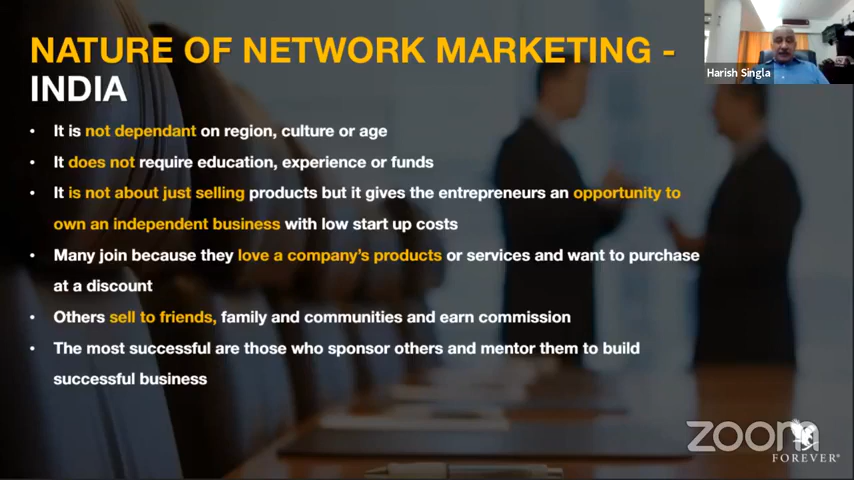 NATURE OF NETWORK MARKETING -
INDIA
• It is not dependant on region, culture or age
• It does not require education, experience or funds
• It is not about just selling products but it gives the entrepreneurs an opportunity to
own an independent business with low start up costs
• Many join because they love a company's products or services and want to purchase
at a discount
• Others sell to friends, family and communities and earn commission
• The most successful are those who sponsor others and mentor them to build
successful business
Harish Singla
zoom
FOREVER®